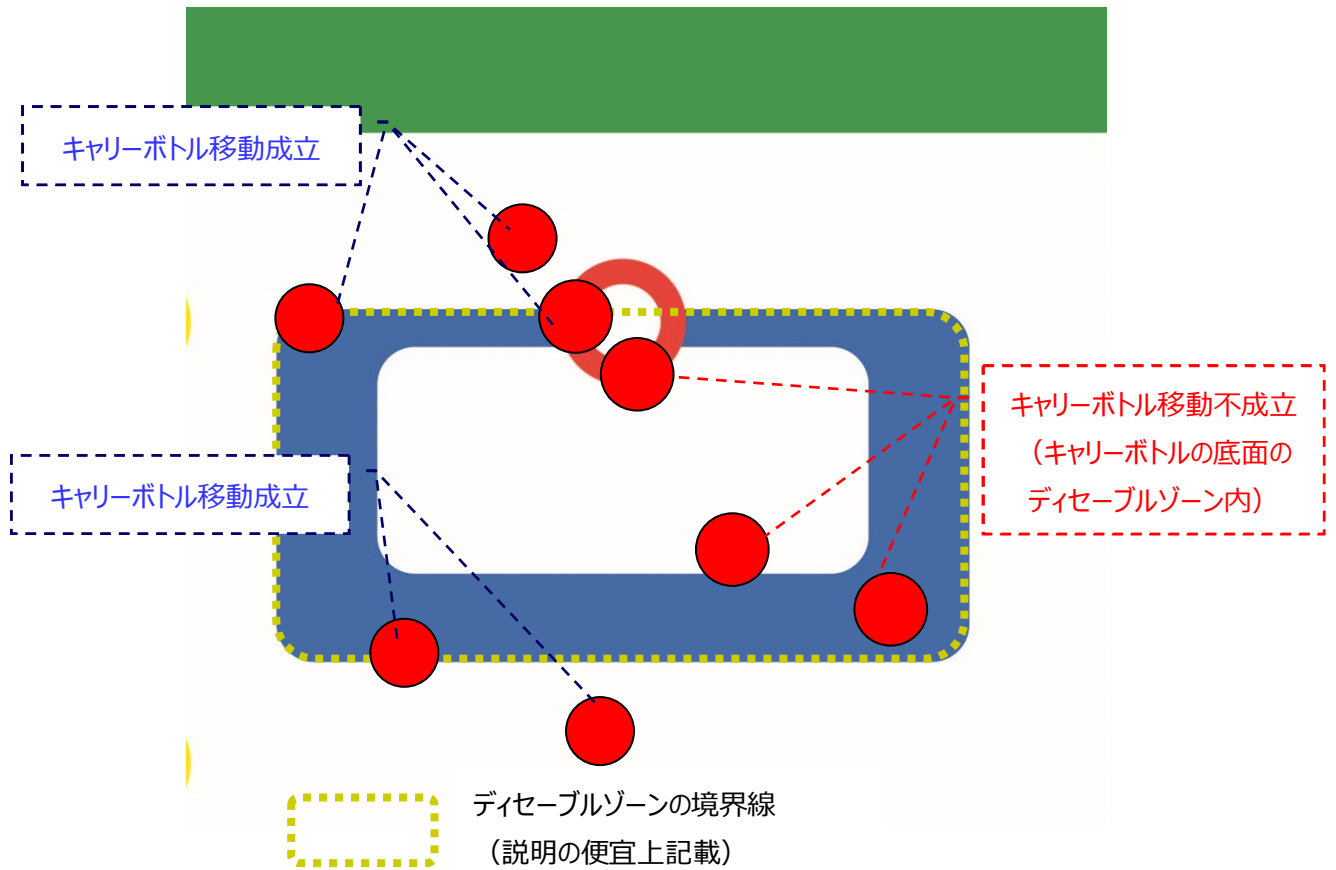 キャリーボトル移動成立
キャリーボトル移動不成立
（キャリーボトルの底面の
ディセーブルゾーン内）
キャリーボトル移動成立
ディセーブルゾーンの境界線
（説明の便宜上記載）